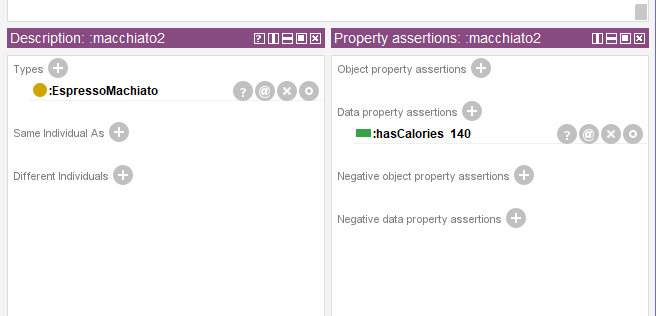 Description: :macchiato2
Types
:EspressoMachiato
Same Individual As
Different Individuals
Property assertions: :macchiato2
Object property assertions
Data property assertions
:hasCalories 140
Negative object property assertions
Negative data property assertions